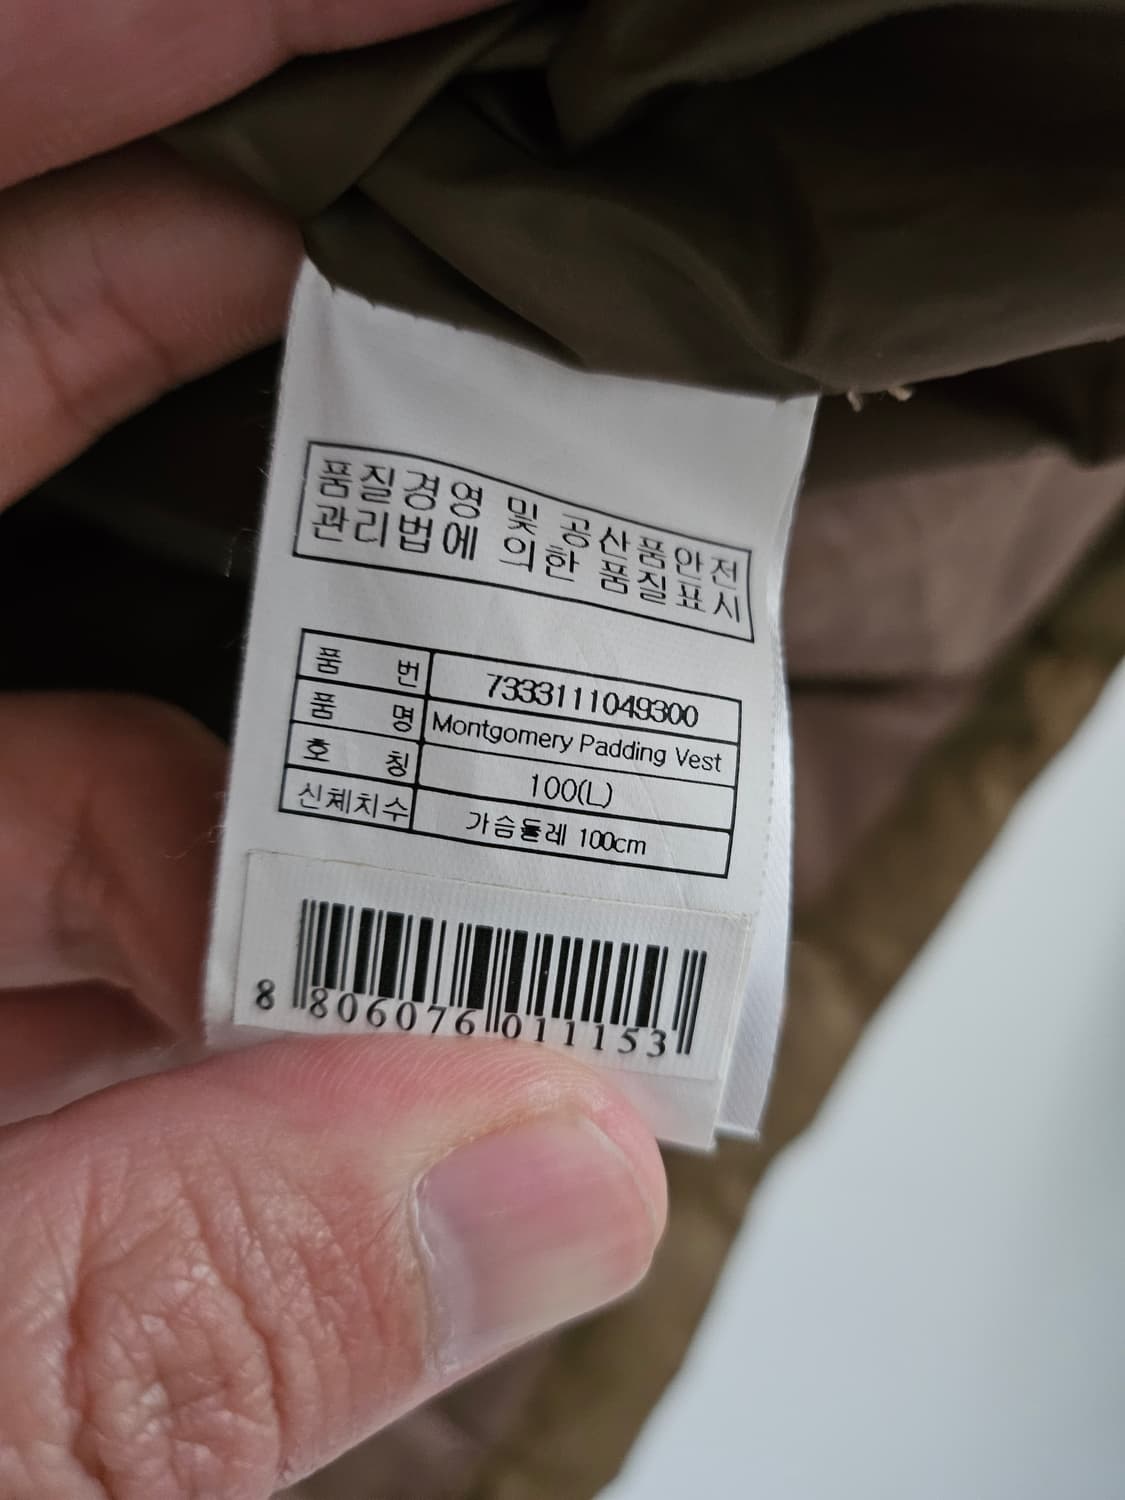 품질경영 및 공산품안전
관리법에 의한 품질표시
품 번 7333111049300
품 명 Montgomery Padding Vest
호 칭 100(L)
신체치수 가슴둘레 100cm
8 806076 011153